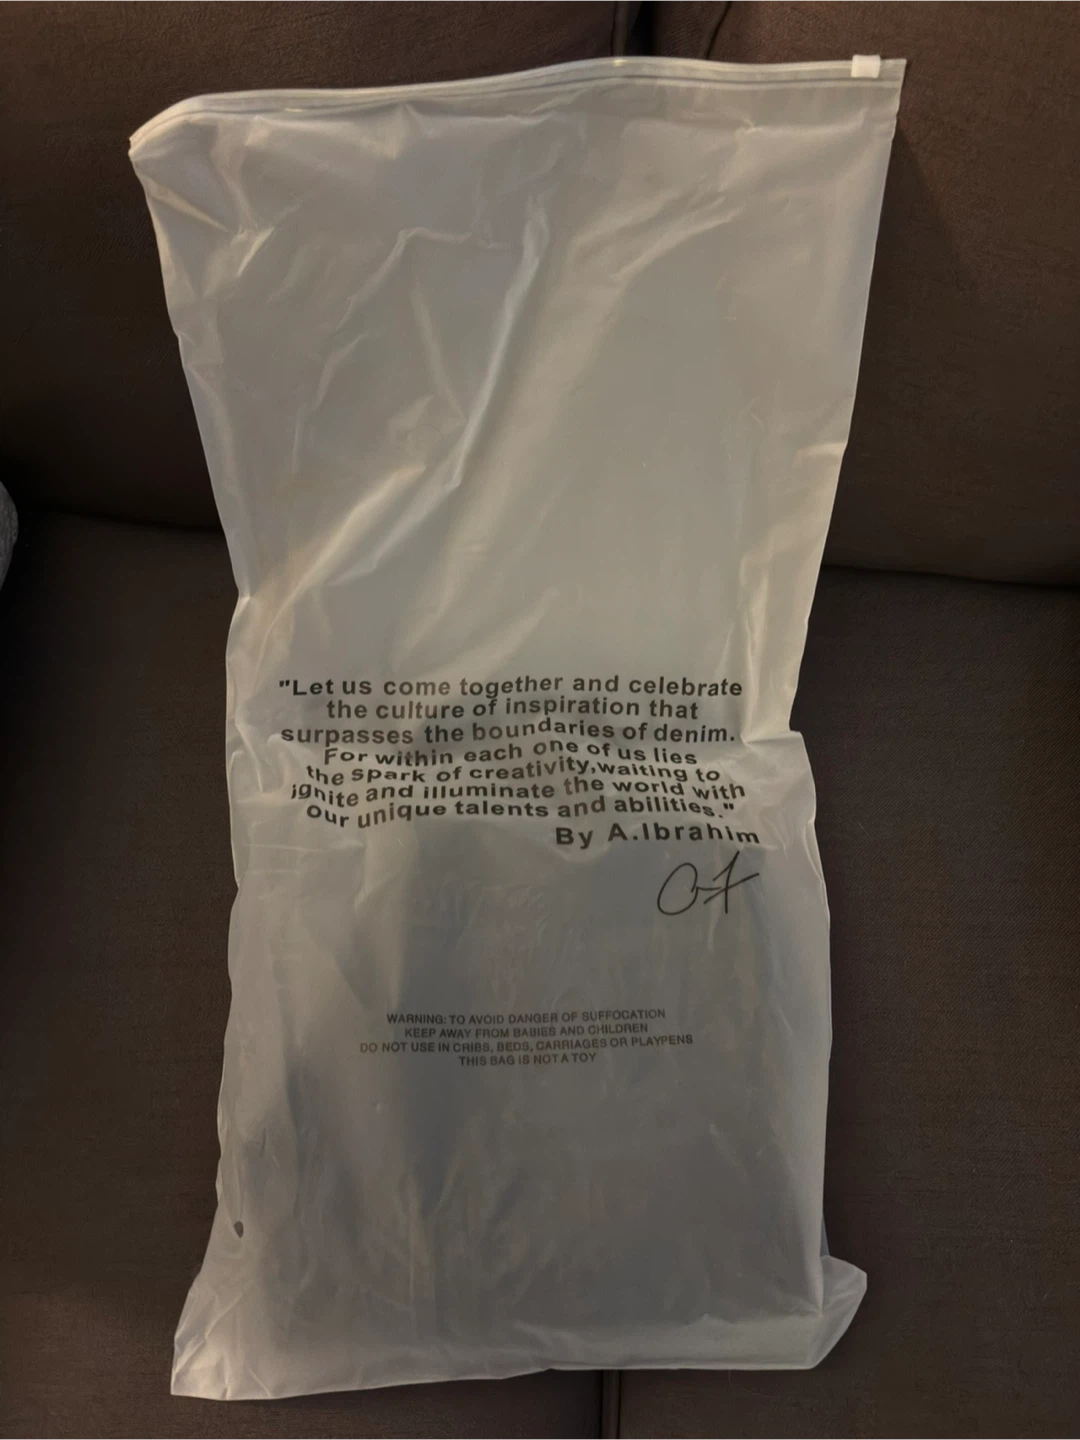 "Let us come together and celebrate
the culture of inspiration that
surpasses the boundaries of denim.
For within each one of us lies
the spark of creativity,waiting to
ignite and illuminate the world with
our unique talents and abilities."
By A.Ibrahim
WARNING: TO AVOID DANGER OF SUFFOCATION
KEEP AWAY FROM BABIES AND CHILDREN
DO NOT USE IN CRIBS, BEDS, CARRIAGES OR PLAYPENS
THIS BAG IS NOT A TOY